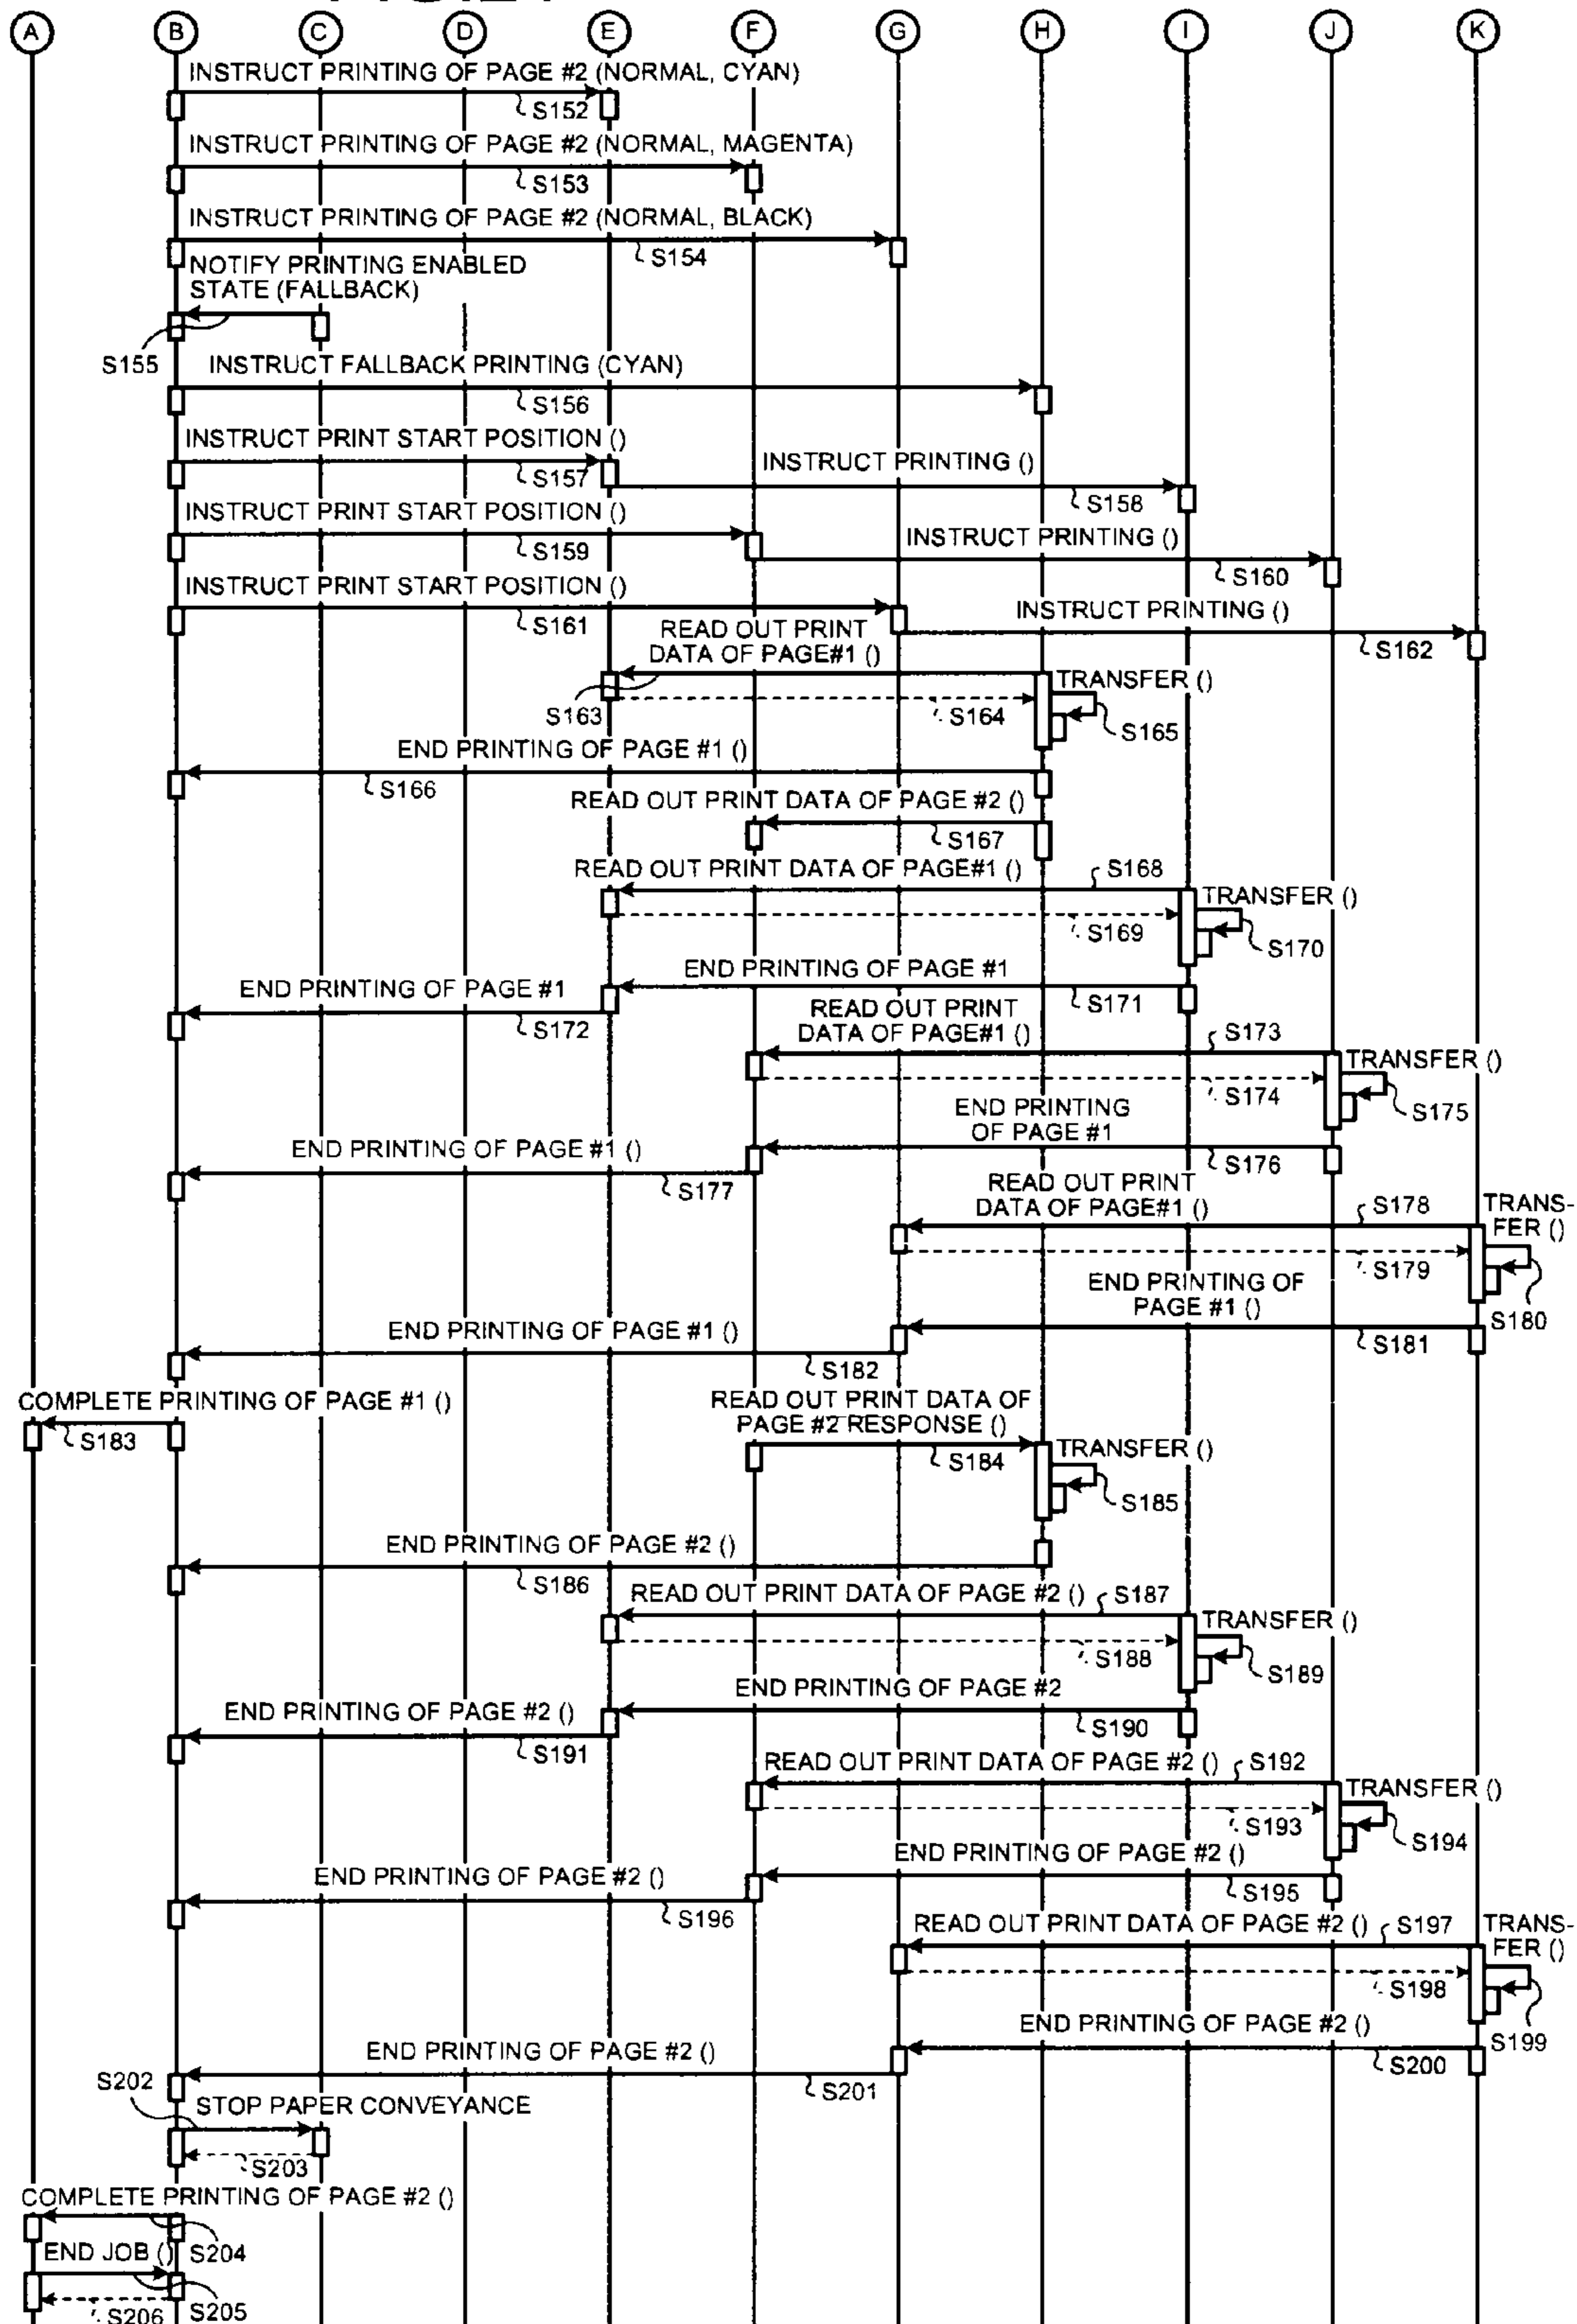 A B C D E F G H I J K
INSTRUCT PRINTING OF PAGE #2 (NORMAL, CYAN)
S152
INSTRUCT PRINTING OF PAGE #2 (NORMAL, MAGENTA)
S153
INSTRUCT PRINTING OF PAGE #2 (NORMAL, BLACK)
S154
NOTIFY PRINTING ENABLED
STATE (FALLBACK)
S155
INSTRUCT FALLBACK PRINTING (CYAN)
S156
INSTRUCT PRINT START POSITION ()
S157
INSTRUCT PRINTING ()
S158
INSTRUCT PRINT START POSITION ()
S159
INSTRUCT PRINTING ()
S160
INSTRUCT PRINT START POSITION ()
S161
INSTRUCT PRINTING ()
S162
READ OUT PRINT
DATA OF PAGE#1 ()
S163
S164
TRANSFER ()
S165
END PRINTING OF PAGE #1 ()
S166
READ OUT PRINT DATA OF PAGE #2 ()
S167
READ OUT PRINT DATA OF PAGE#1 ()
S168
TRANSFER ()
S169
S170
END PRINTING OF PAGE #1
S171
END PRINTING OF PAGE #1
S172
READ OUT PRINT
DATA OF PAGE#1 ()
S173
TRANSFER ()
S174
S175
END PRINTING
OF PAGE #1
S176
END PRINTING OF PAGE #1 ()
S177
READ OUT PRINT
DATA OF PAGE#1 ()
S178
TRANS-
FER ()
S179
S180
END PRINTING OF
PAGE #1 ()
S181
END PRINTING OF PAGE #1 ()
S182
COMPLETE PRINTING OF PAGE #1 ()
S183
READ OUT PRINT DATA OF
PAGE #2 RESPONSE ()
S184
TRANSFER ()
S185
END PRINTING OF PAGE #2 ()
S186
READ OUT PRINT DATA OF PAGE #2 ()
S187
TRANSFER ()
S188
S189
END PRINTING OF PAGE #2
S190
END PRINTING OF PAGE #2 ()
S191
READ OUT PRINT DATA OF PAGE #2 ()
S192
TRANSFER ()
S193
S194
END PRINTING OF PAGE #2 ()
S195
END PRINTING OF PAGE #2 ()
S196
READ OUT PRINT DATA OF PAGE #2 ()
S197
TRANS-
FER ()
S198
S199
END PRINTING OF PAGE #2 ()
S200
END PRINTING OF PAGE #2 ()
S201
S202
STOP PAPER CONVEYANCE
S203
COMPLETE PRINTING OF PAGE #2 ()
S204
END JOB ()
S205
S206